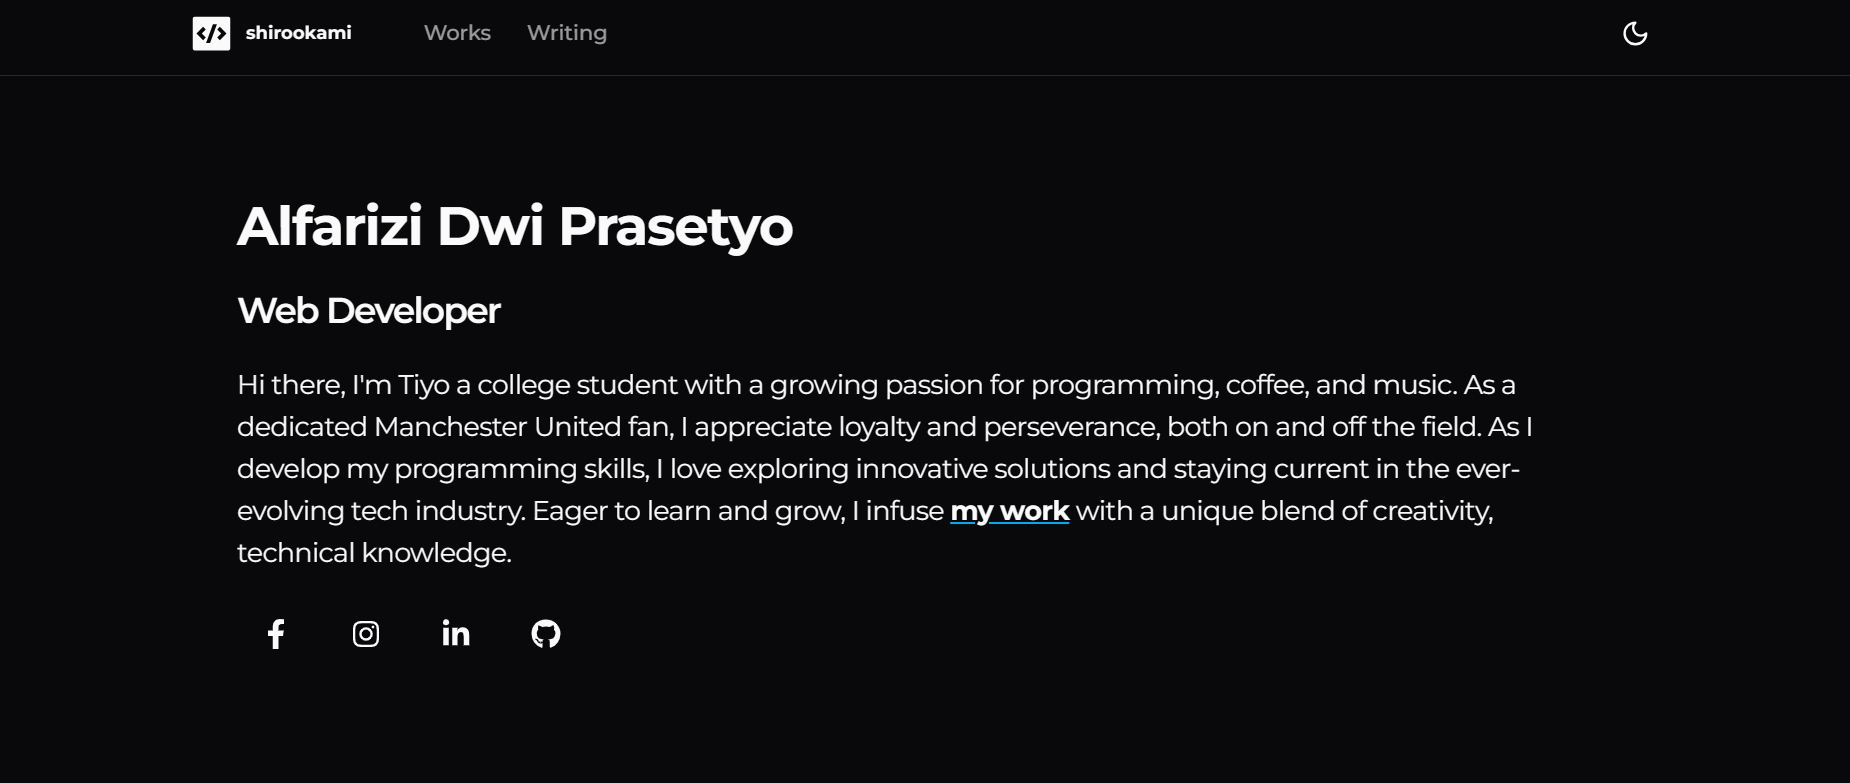 </> shirookami
Works
Writing
Alfarizi Dwi Prasetyo
Web Developer
Hi there, I'm Tiyo a college student with a growing passion for programming, coffee, and music. As a
dedicated Manchester United fan, I appreciate loyalty and perseverance, both on and off the field. As I
develop my programming skills, I love exploring innovative solutions and staying current in the ever-
evolving tech industry. Eager to learn and grow, I infuse my work with a unique blend of creativity,
technical knowledge.